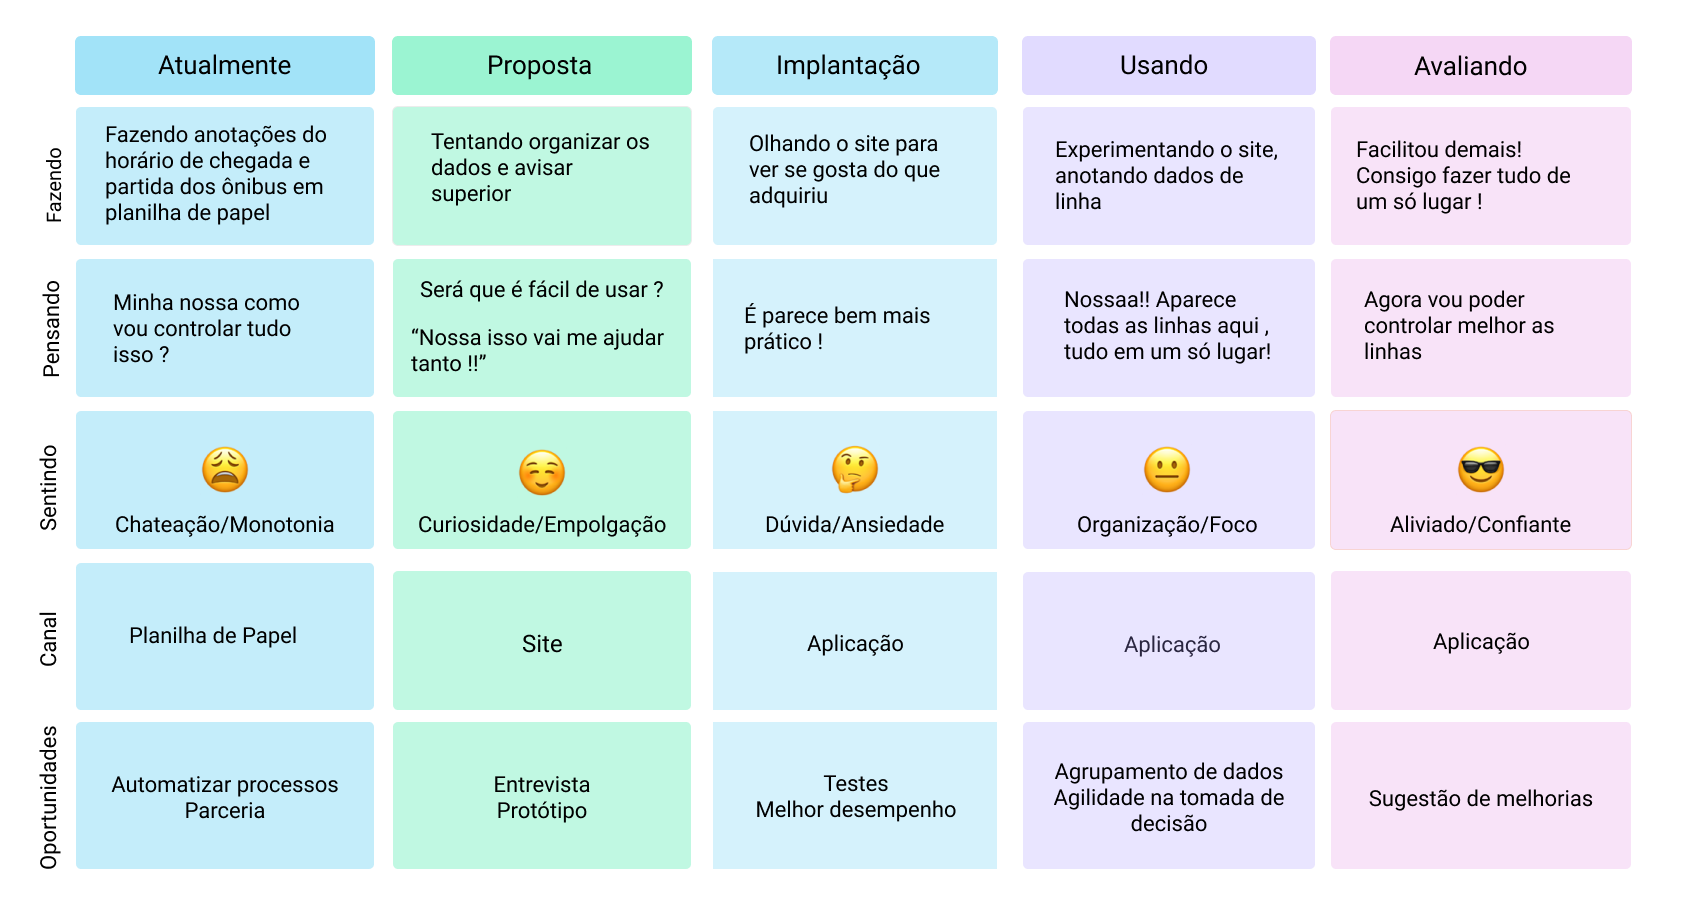 Atualmente
Proposta
Implantação
Usando
Avaliando
Fazendo
Fazendo anotações do
horário de chegada e
partida dos ônibus em
planilha de papel
Tentando organizar os
dados e avisar
superior
Olhando o site para
ver se gosta do que
adquiriu
Experimentando o site,
anotando dados de
linha
Facilitou demais!
Consigo fazer tudo de
um só lugar !
Pensando
Minha nossa como
vou controlar tudo
isso ?
Será que é fácil de usar ?
“Nossa isso vai me ajudar
tanto !!”
É parece bem mais
prático !
Nossaa!! Aparece
todas as linhas aqui ,
tudo em um só lugar!
Agora vou poder
controlar melhor as
linhas
Sentindo
Chateação/Monotonia
Curiosidade/Empolgação
Dúvida/Ansiedade
Organização/Foco
Aliviado/Confiante
Canal
Planilha de Papel
Site
Aplicação
Aplicação
Aplicação
Oportunidades
Automatizar processos
Parceria
Entrevista
Protótipo
Testes
Melhor desempenho
Agrupamento de dados
Agilidade na tomada de
decisão
Sugestão de melhorias